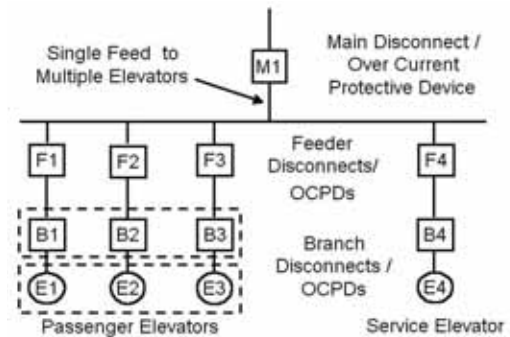 Single Feed to
Multiple Elevators
M1
Main Disconnect /
Over Current
Protective Device
F1
F2
F3
Feeder
Disconnects/
OCPDs
F4
B1
B2
B3
Branch
Disconnects /
OCPDs
B4
E1
E2
E3
E4
Passenger Elevators
Service Elevator